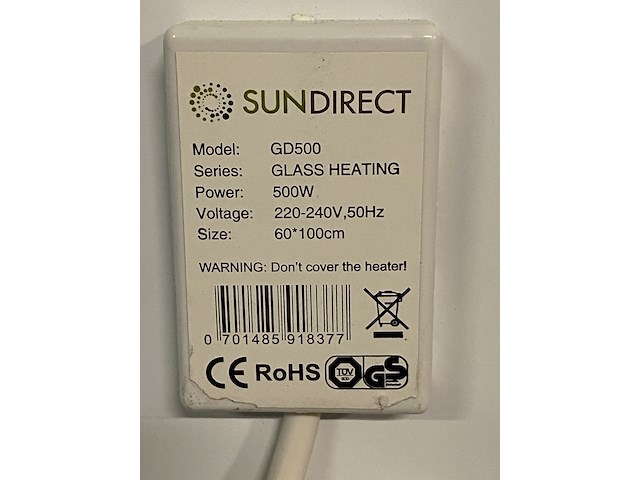 SUNDIRECT
Model: GD500
Series: GLASS HEATING
Power: 500W
Voltage: 220-240V,50Hz
Size: 60*100cm
WARNING: Don't cover the heater!
0 701485 918377
CE RoHS TÜV GS